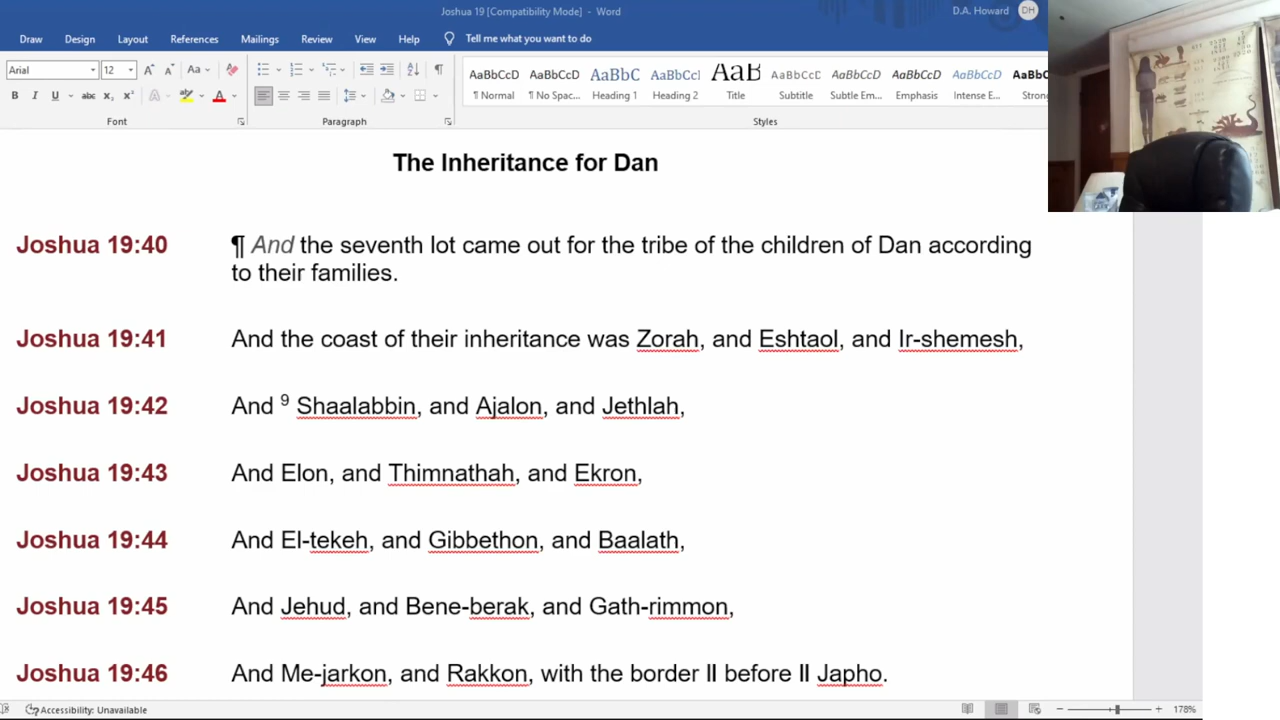 Joshua 19 [Compatibility Mode] - Word
D.A. Howard DH
Draw Design Layout References Mailings Review View Help Tell me what you want to do
Arial 12 Aa
B I U abc x₂ x² A A
Font Paragraph Styles
AaBbCcD AaBbCcD AaBbC AaBbCcI AaB AaBbCcD AaBbCcD AaBbCcD AaBbCcD AaBbCc
¶ Normal ¶ No Spac... Heading 1 Heading 2 Title Subtitle Subtle Em... Emphasis Intense E... Strong
The Inheritance for Dan
Joshua 19:40 ¶ And the seventh lot came out for the tribe of the children of Dan according
to their families.
Joshua 19:41 And the coast of their inheritance was Zorah, and Eshtaol, and Ir-shemesh,
Joshua 19:42 And ⁹ Shaalabbin, and Ajalon, and Jethlah,
Joshua 19:43 And Elon, and Thimnathah, and Ekron,
Joshua 19:44 And El-tekeh, and Gibbethon, and Baalath,
Joshua 19:45 And Jehud, and Bene-berak, and Gath-rimmon,
Joshua 19:46 And Me-jarkon, and Rakkon, with the border ǁ before ǁ Japho.
Accessibility: Unavailable 178%